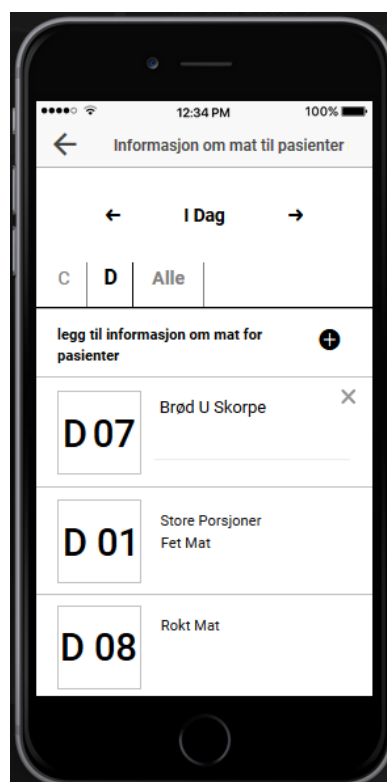 12:34 PM
100%
Informasjon om mat til pasienter
I Dag
C
D
Alle
legg til informasjon om mat for
pasienter
D 07
Brød U Skorpe
D 01
Store Porsjoner
Fet Mat
D 08
Rokt Mat